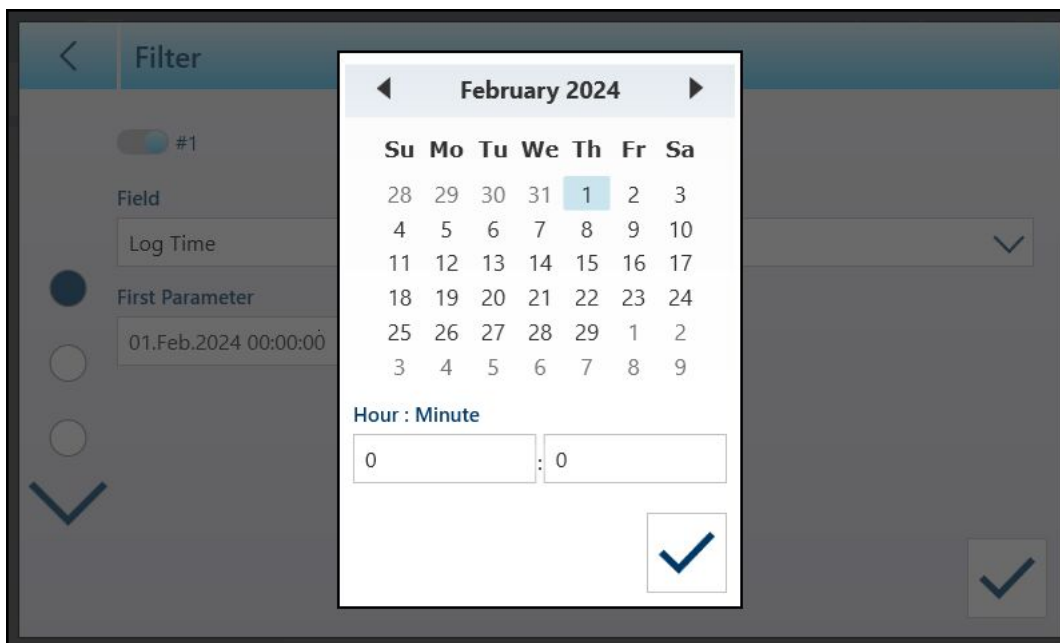 Filter
#1
Field
Log Time
First Parameter
01.Feb.2024 00:00:00
February 2024
Su Mo Tu We Th Fr Sa
28 29 30 31 1 2 3
4 5 6 7 8 9 10
11 12 13 14 15 16 17
18 19 20 21 22 23 24
25 26 27 28 29 1 2
3 4 5 6 7 8 9
Hour : Minute
0 : 0